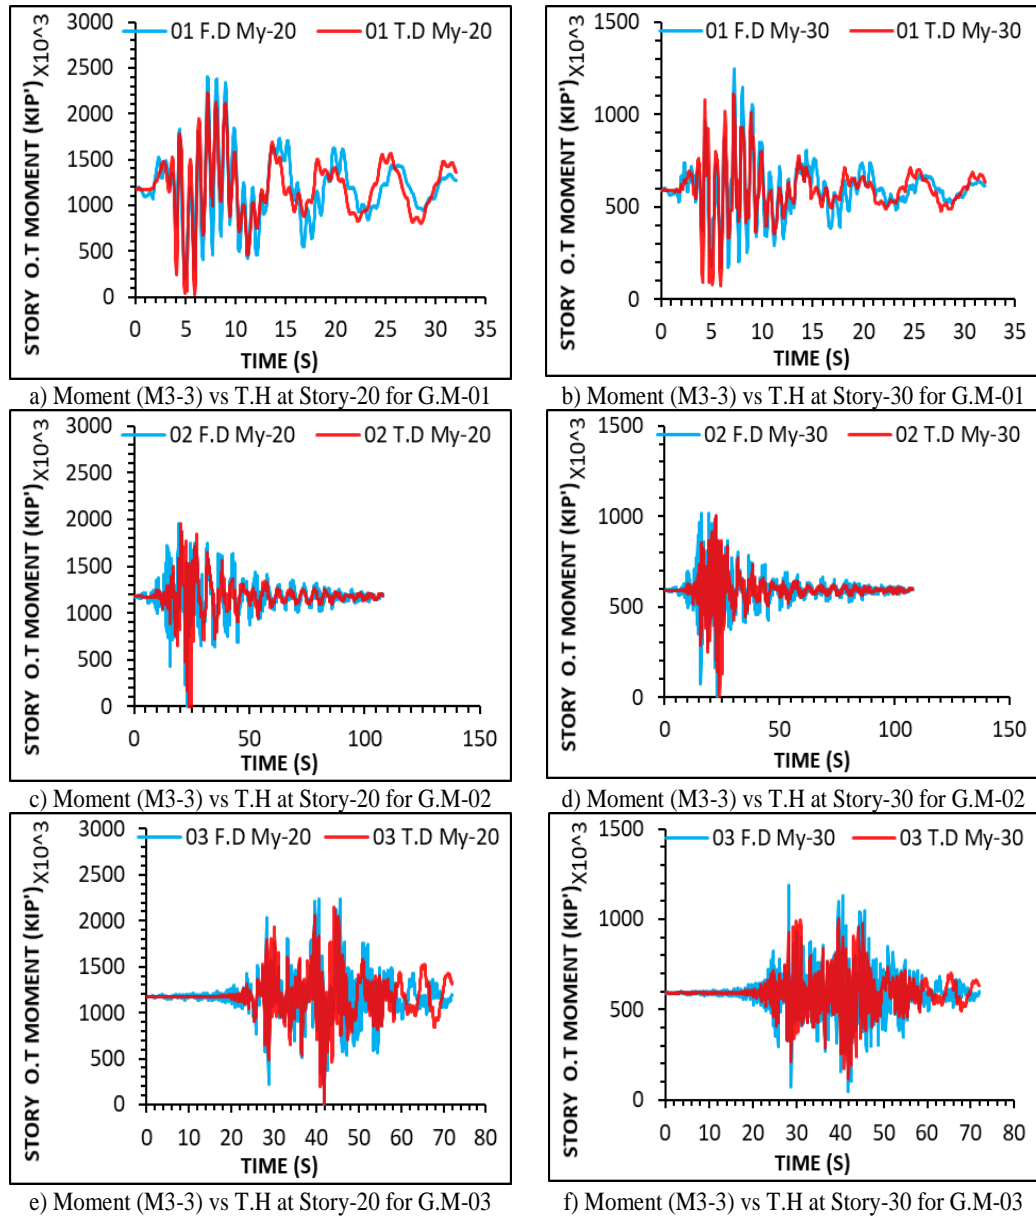 01 F.D My-20 01 T.D My-20
STORY O.T MOMENT (KIP')X10^3
3000
2500
2000
1500
1000
500
0
0 5 10 15 20 25 30 35
TIME (S)
a) Moment (M3-3) vs T.H at Story-20 for G.M-01
01 F.D My-30 01 T.D My-30
STORY O.T MOMENT (KIP')X10^3
1500
1000
500
0
0 5 10 15 20 25 30 35
TIME (S)
b) Moment (M3-3) vs T.H at Story-30 for G.M-01
02 F.D My-20 02 T.D My-20
STORY O.T MOMENT (KIP')X10^3
3000
2500
2000
1500
1000
500
0
0 50 100 150
TIME (S)
c) Moment (M3-3) vs T.H at Story-20 for G.M-02
02 F.D My-30 02 T.D My-30
STORY O.T MOMENT (KIP')X10^3
1500
1000
500
0
0 50 100 150
TIME (S)
d) Moment (M3-3) vs T.H at Story-30 for G.M-02
03 F.D My-20 03 T.D My-20
STORY O.T MOMENT (KIP')X10^3
3000
2500
2000
1500
1000
500
0
0 10 20 30 40 50 60 70 80
TIME (S)
e) Moment (M3-3) vs T.H at Story-20 for G.M-03
03 F.D My-30 03 T.D My-30
STORY O.T MOMENT (KIP')X10^3
1500
1000
500
0
0 10 20 30 40 50 60 70 80
TIME (S)
f) Moment (M3-3) vs T.H at Story-30 for G.M-03